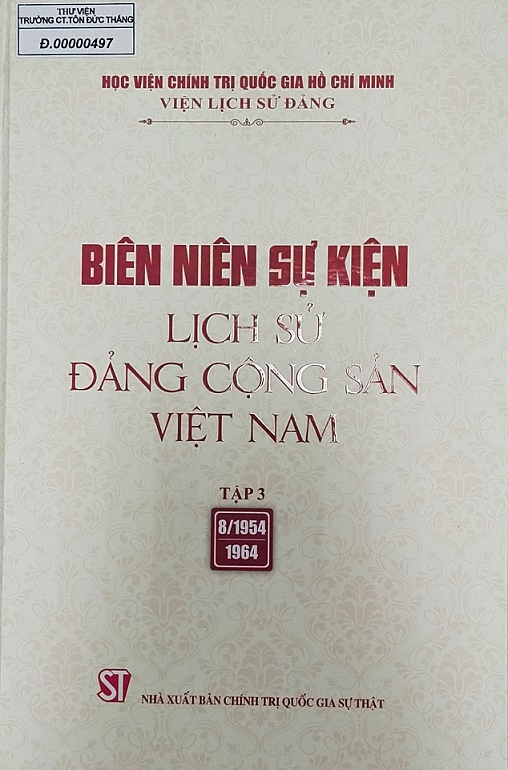 THƯ VIỆN
TRƯỜNG CT.TÔN ĐỨC THẮNG
Đ.00000497
HỌC VIỆN CHÍNH TRỊ QUỐC GIA HỒ CHÍ MINH
VIỆN LỊCH SỬ ĐẢNG
BIÊN NIÊN SỰ KIỆN
LỊCH SỬ
ĐẢNG CỘNG SẢN
VIỆT NAM
TẬP 3
8/1954
1964
ST
NHÀ XUẤT BẢN CHÍNH TRỊ QUỐC GIA SỰ THẬT